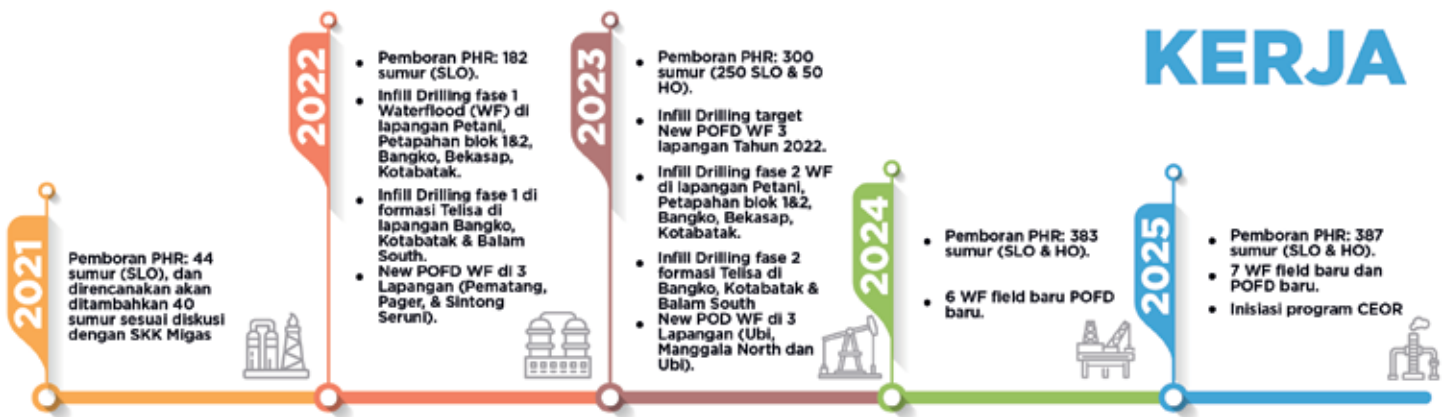 KERJA
2021
Pemboran PHR: 44
sumur (SLO), dan
direncanakan akan
ditambahkan 40
sumur sesuai diskusi
dengan SKK Migas
2022
• Pemboran PHR: 182
sumur (SLO).
• Infill Drilling fase 1
Waterflood (WF) di
lapangan Petani,
Petapahan blok 1&2,
Bangko, Bekasap,
Kotabatak.
• Infill Drilling fase 1 di
formasi Telisa di
lapangan Bangko,
Kotabatak & Balam
South.
• New POFD WF di 3
Lapangan (Pematang,
Pager, & Sintong
Seruni).
2023
• Pemboran PHR: 300
sumur (250 SLO & 50
HO).
• Infill Drilling target
New POFD WF 3
lapangan Tahun 2022.
• Infill Drilling fase 2 WF
di lapangan Petani,
Petapahan blok 1&2,
Bangko, Bekasap,
Kotabatak.
• Infill Drilling fase 2
formasi Telisa di
Bangko, Kotabatak &
Balam South
• New POD WF di 3
Lapangan (Ubi,
Manggala North dan
Ubi).
2024
• Pemboran PHR: 383
sumur (SLO & HO).
• 6 WF field baru POFD
baru.
2025
• Pemboran PHR: 387
sumur (SLO & HO).
• 7 WF field baru dan
POFD baru.
• Inisiasi program CEOR